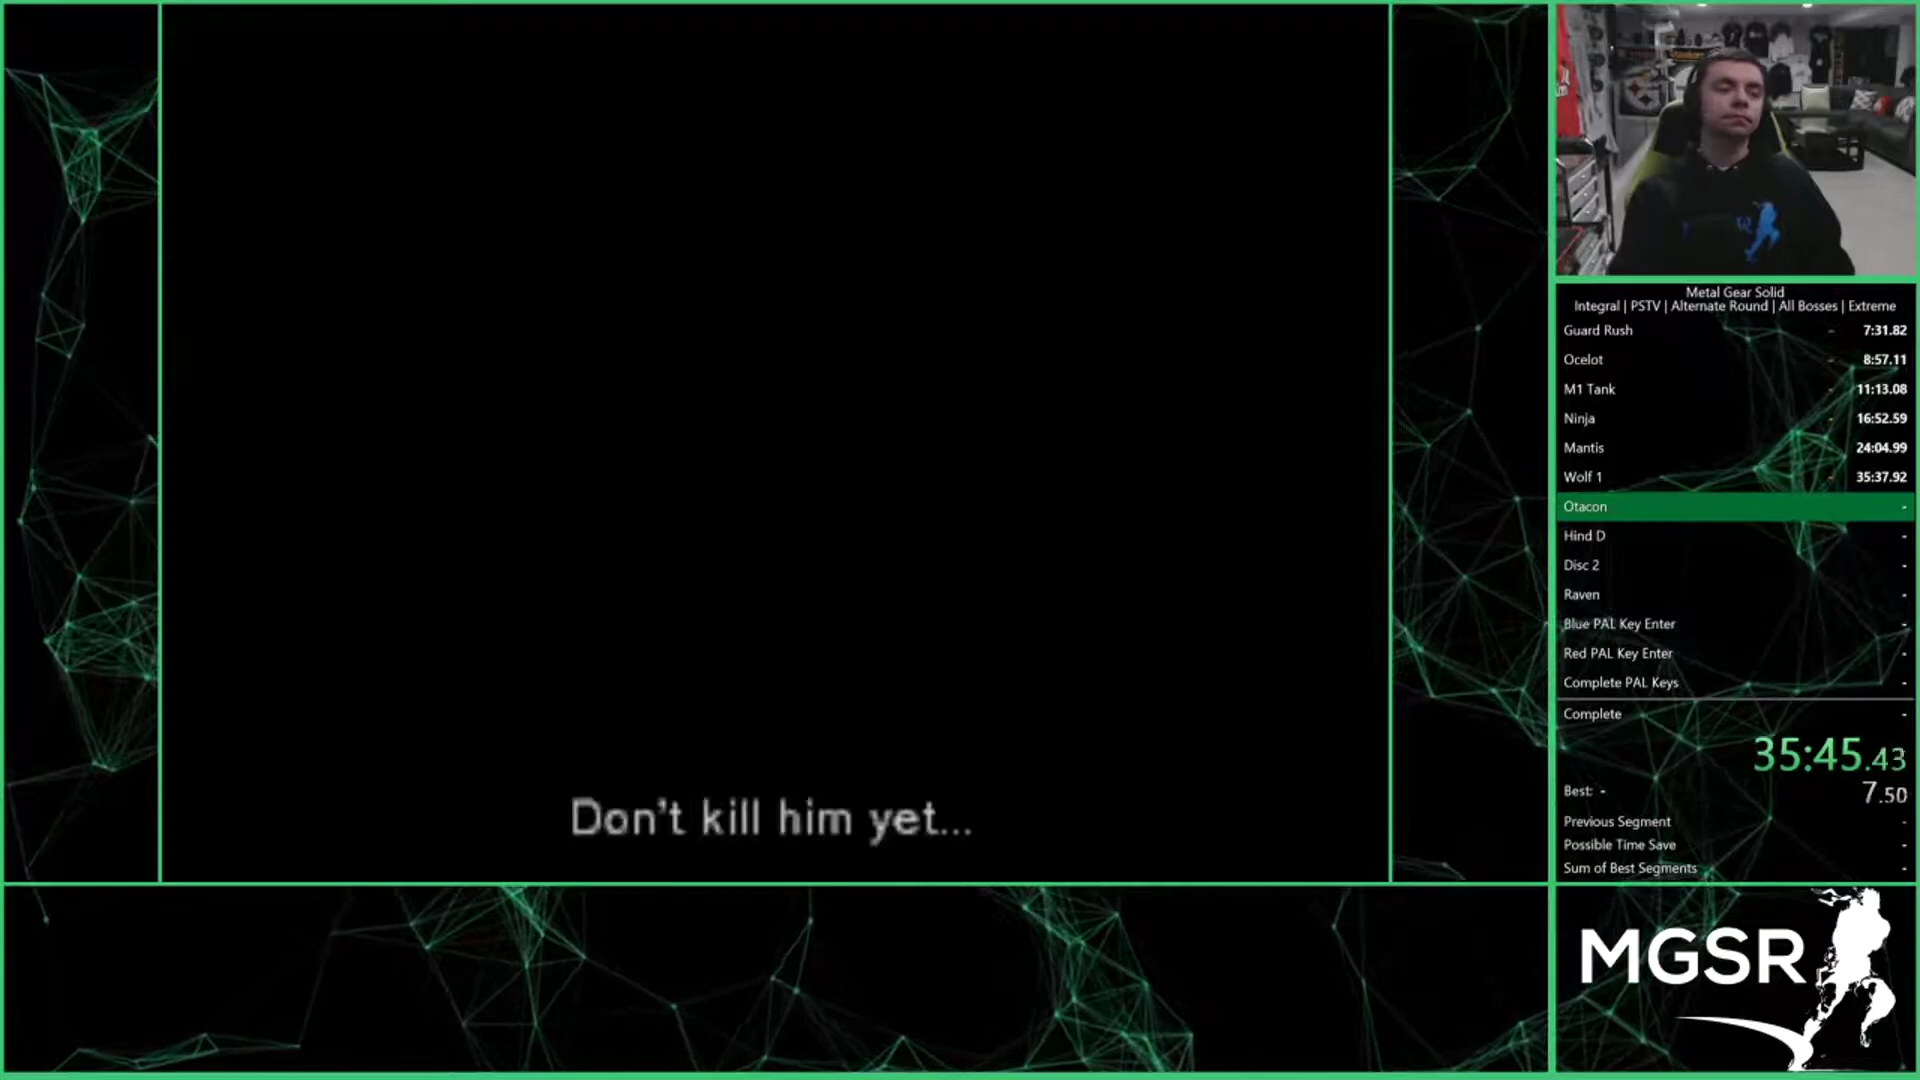 Don't kill him yet...
Metal Gear Solid
Integral | PSTV | Alternate Round | All Bosses | Extreme
Guard Rush - 7:31.82
Ocelot - 8:57.11
M1 Tank - 11:13.08
Ninja - 16:52.59
Mantis - 24:04.99
Wolf 1 - 35:37.92
Otacon -
Hind D -
Disc 2 -
Raven -
Blue PAL Key Enter -
Red PAL Key Enter -
Complete PAL Keys -
Complete -
35:45.43
Best: - 7.50
Previous Segment -
Possible Time Save -
Sum of Best Segments -
MGSR